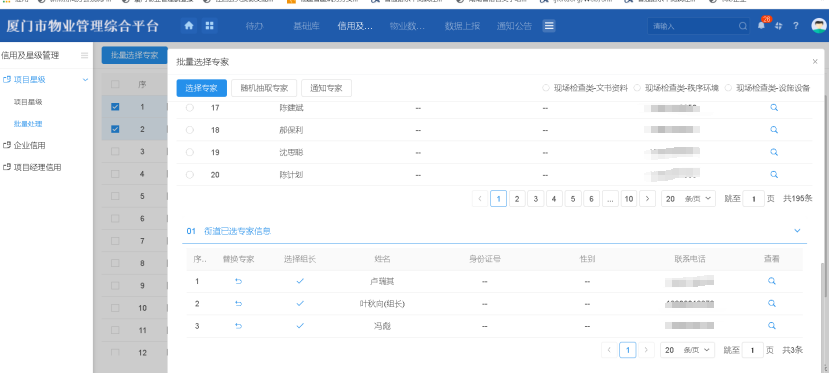 厦门市物业管理综合平台
待办 基础库 信用及... 物业数... 数据上报 通知公告 请输入 26
信用及星级管理
项目星级
项目星级
批量处理
企业信用
项目经理信用
批量选择专家
序
1
2
3
4
5
6
7
8
9
10
11
12
批量选择专家 ×
选择专家 随机抽取专家 通知专家 现场检查类-文书资料 现场检查类-秩序环境 现场检查类-设施设备
17 陈建斌 -- --
18 郝保利 -- --
19 沈思聪 -- --
20 陈计划 -- --
1 2 3 4 5 6 ... 10 20 条/页 跳至 1 页 共195条
01 街道已选专家信息
序.. 替换专家 选择组长 姓名 身份证号 性别 联系电话 查看
1 卢瑞其 -- --
2 叶秋向(组长) -- --
3 冯彪 -- --
1 20 条/页 跳至 1 页 共3条